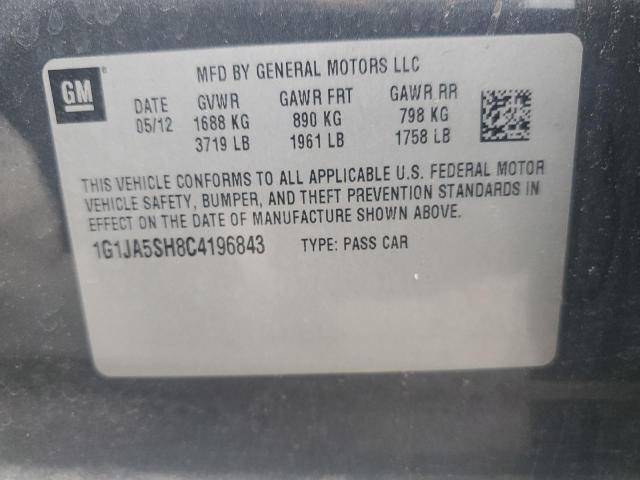 GM
MFD BY GENERAL MOTORS LLC
DATE GVWR GAWR FRT GAWR RR
05/12 1688 KG 890 KG 798 KG
3719 LB 1961 LB 1758 LB
THIS VEHICLE CONFORMS TO ALL APPLICABLE U.S. FEDERAL MOTOR
VEHICLE SAFETY, BUMPER, AND THEFT PREVENTION STANDARDS IN
EFFECT ON THE DATE OF MANUFACTURE SHOWN ABOVE.
1G1JA5SH8C4196843 TYPE: PASS CAR